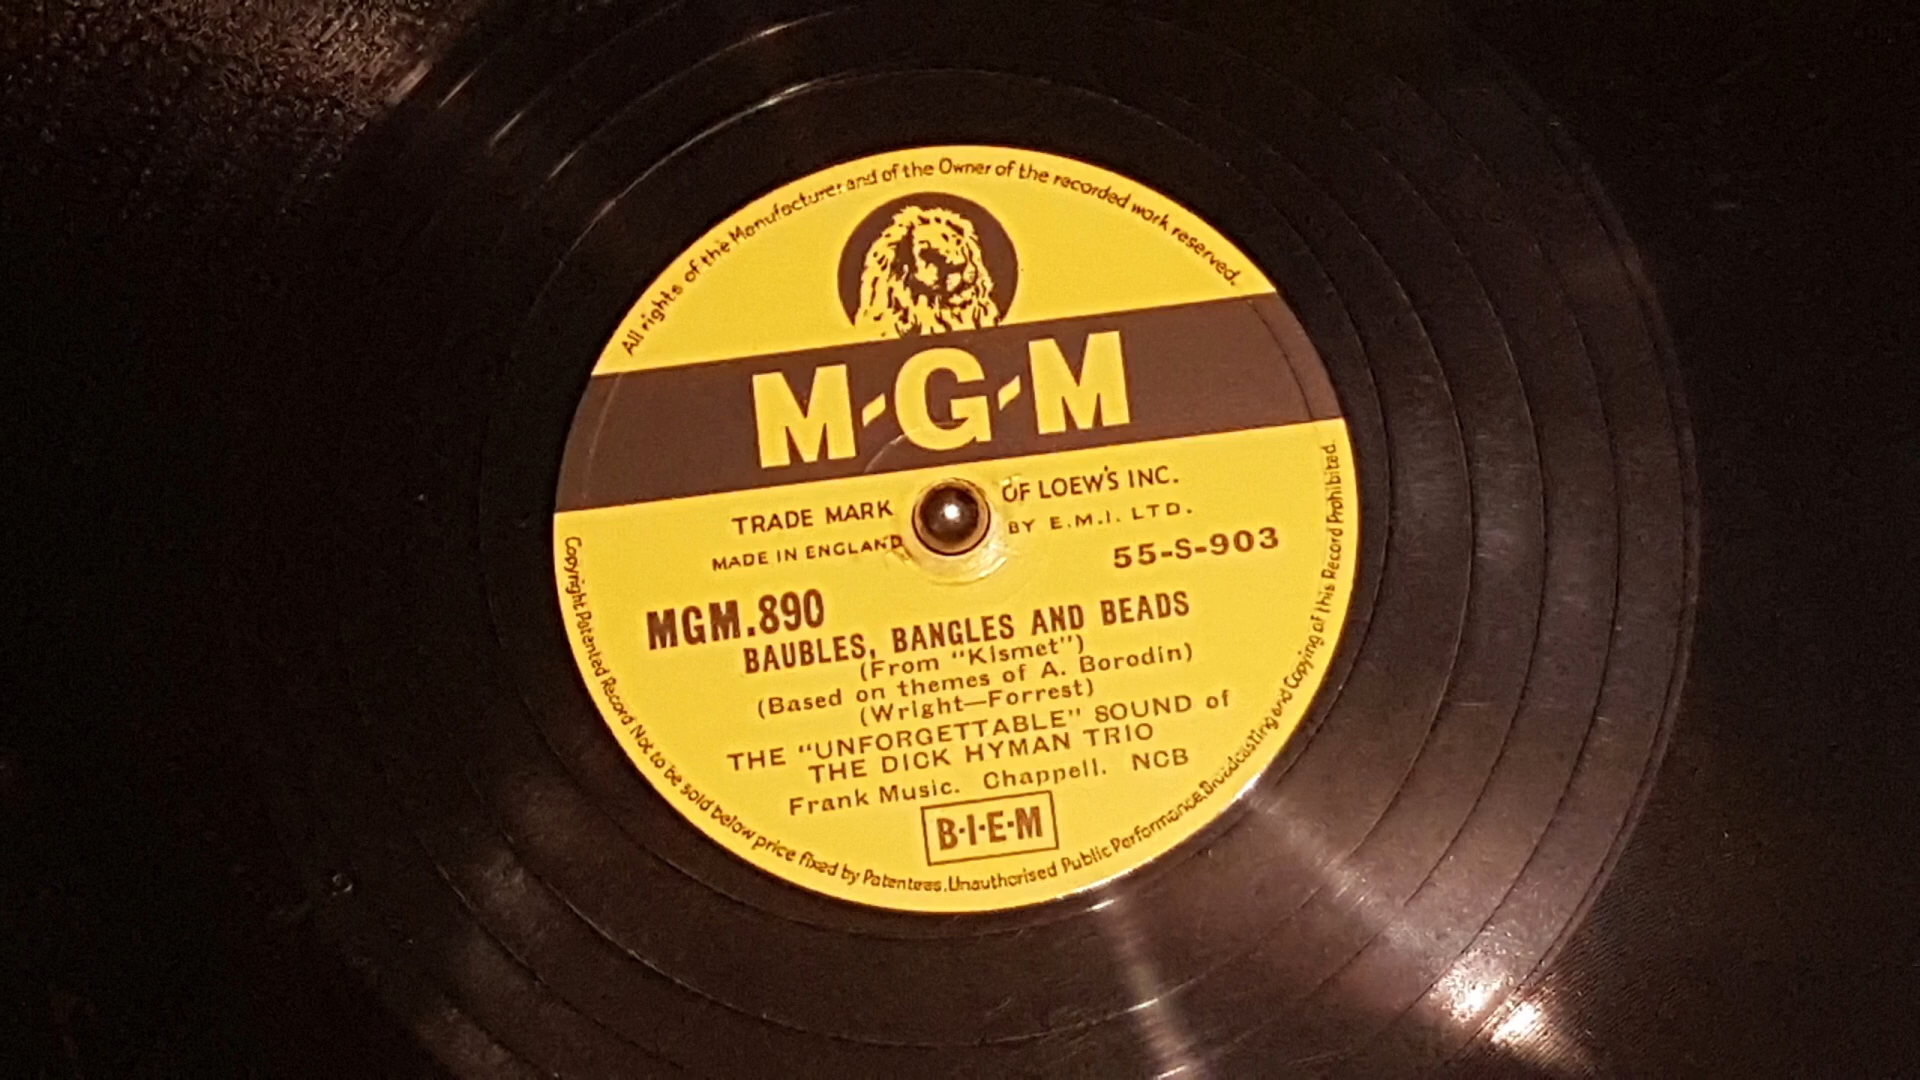 All rights of the Manufacturer and of the Owner of the recorded work reserved.
M-G-M
TRADE MARK OF LOEW'S INC.
MADE IN ENGLAND BY E.M.I. LTD.
55-S-903
MGM.890
BAUBLES, BANGLES AND BEADS
(From "Kismet")
(Based on themes of A. Borodin)
(Wright—Forrest)
THE "UNFORGETTABLE" SOUND of
THE DICK HYMAN TRIO
Frank Music. Chappell. NCB
B·I·E·M
Copyright Patented Record Not to be sold below price fixed by Patentees. Unauthorised Public Performance, Broadcasting and Copying of this Record Prohibited.